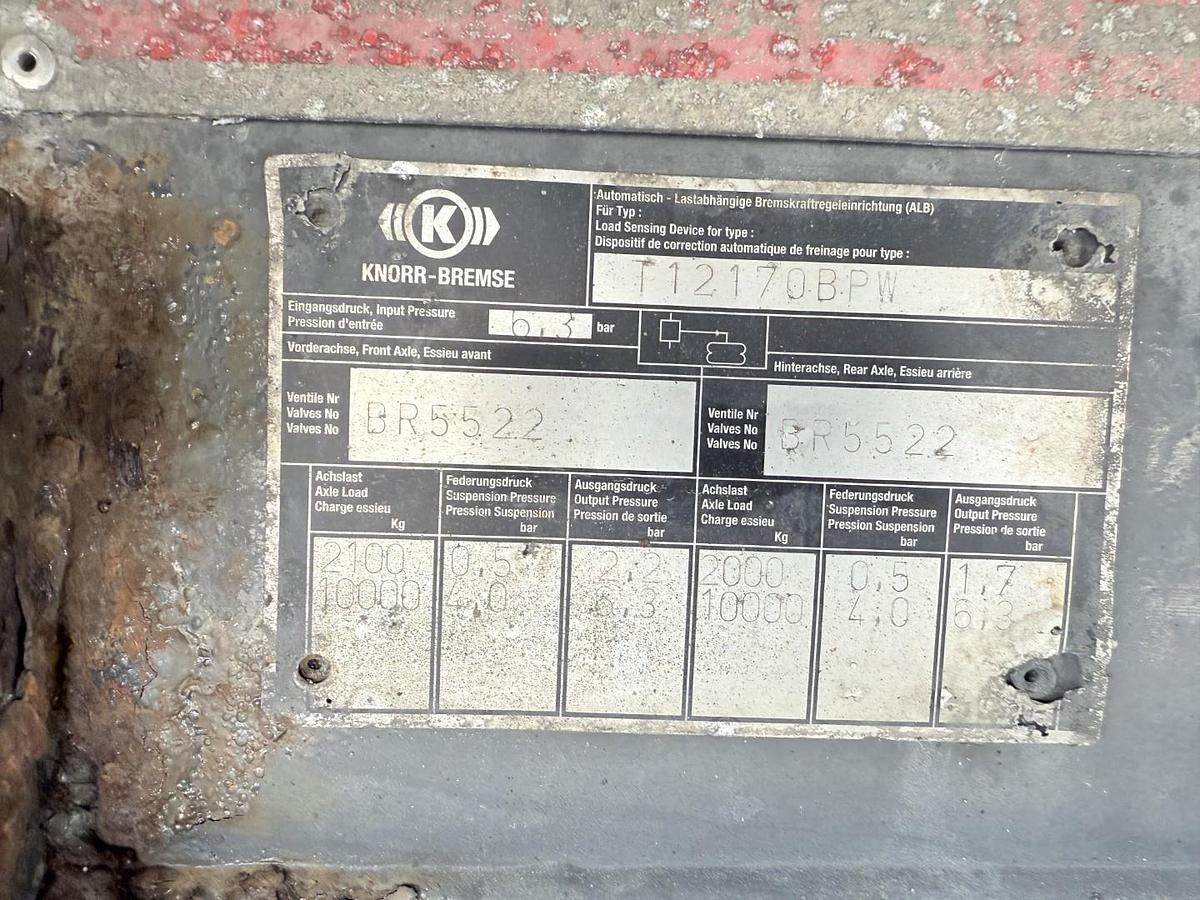 K
KNORR-BREMSE
Automatisch - Lastabhängige Bremskraftregeleinrichtung (ALB)
Für Typ :
Load Sensing Device for type :
Dispositif de correction automatique de freinage pour type :
T12170BPW
Eingangsdruck, Input Pressure
Pression d'entrée
6,3 bar
Vorderachse, Front Axle, Essieu avant
Hinterachse, Rear Axle, Essieu arrière
Ventile Nr
Valves No
Valves No
BR5522
Ventile Nr
Valves No
Valves No
BR5522
Achslast
Axle Load
Charge essieu
Kg
Federungsdruck
Suspension Pressure
Pression Suspension
bar
Ausgangsdruck
Output Pressure
Pression de sortie
bar
Achslast
Axle Load
Charge essieu
Kg
Federungsdruck
Suspension Pressure
Pression Suspension
bar
Ausgangsdruck
Output Pressure
Pression de sortie
bar
2100 0,5 2,2 2000 0,5 1,7
10000 4,0 6,3 10000 4,0 6,3